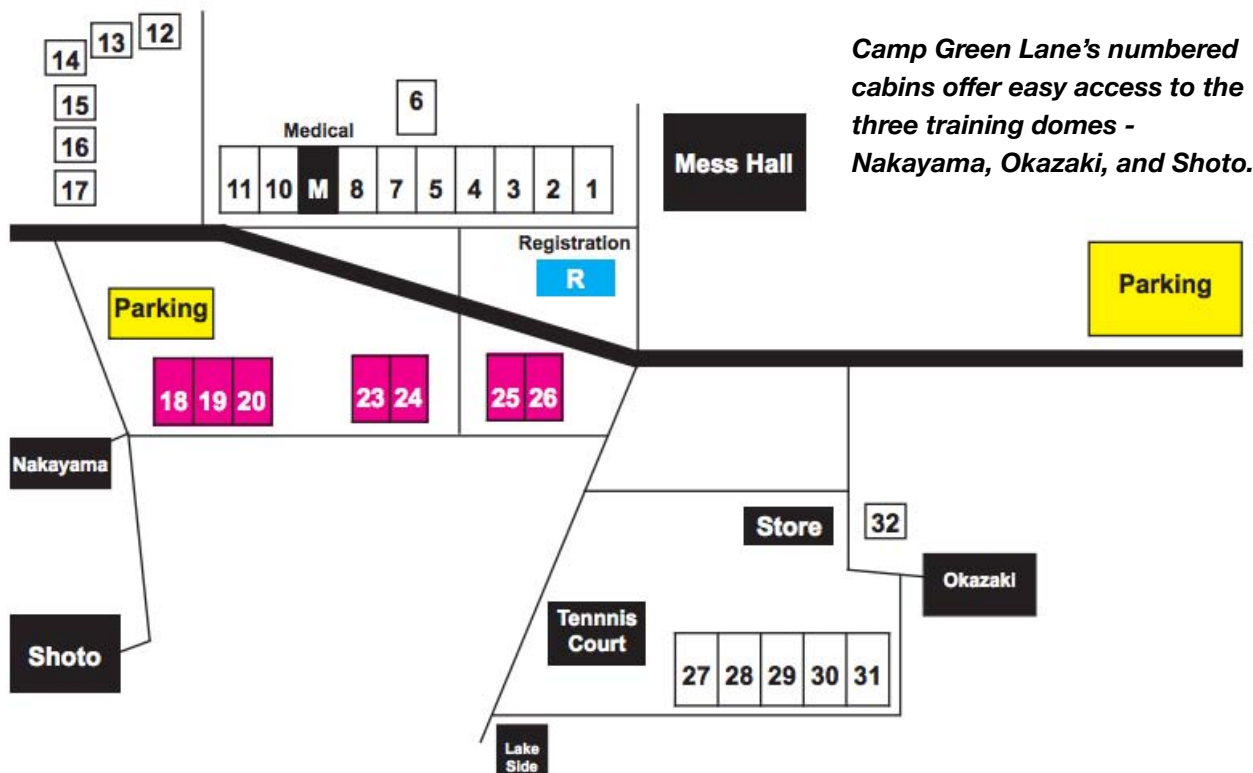 12
13
14
15
16
17
6
Medical
11 10 M 8 7 5 4 3 2 1
Mess Hall
Camp Green Lane’s numbered
cabins offer easy access to the
three training domes -
Nakayama, Okazaki, and Shoto.
Registration
R
Parking
Parking
18 19 20
23 24
25 26
Nakayama
Shoto
Store
32
Okazaki
Tennnis
Court
27 28 29 30 31
Lake
Side